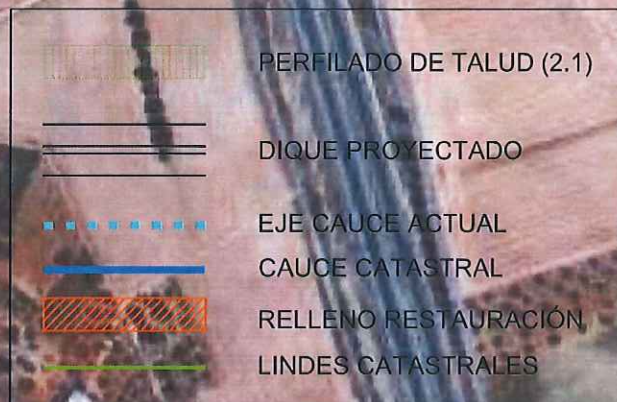 PERFILADO DE TALUD (2.1)
DIQUE PROYECTADO
EJE CAUCE ACTUAL
CAUCE CATASTRAL
RELLENO RESTAURACIÓN
LINDES CATASTRALES